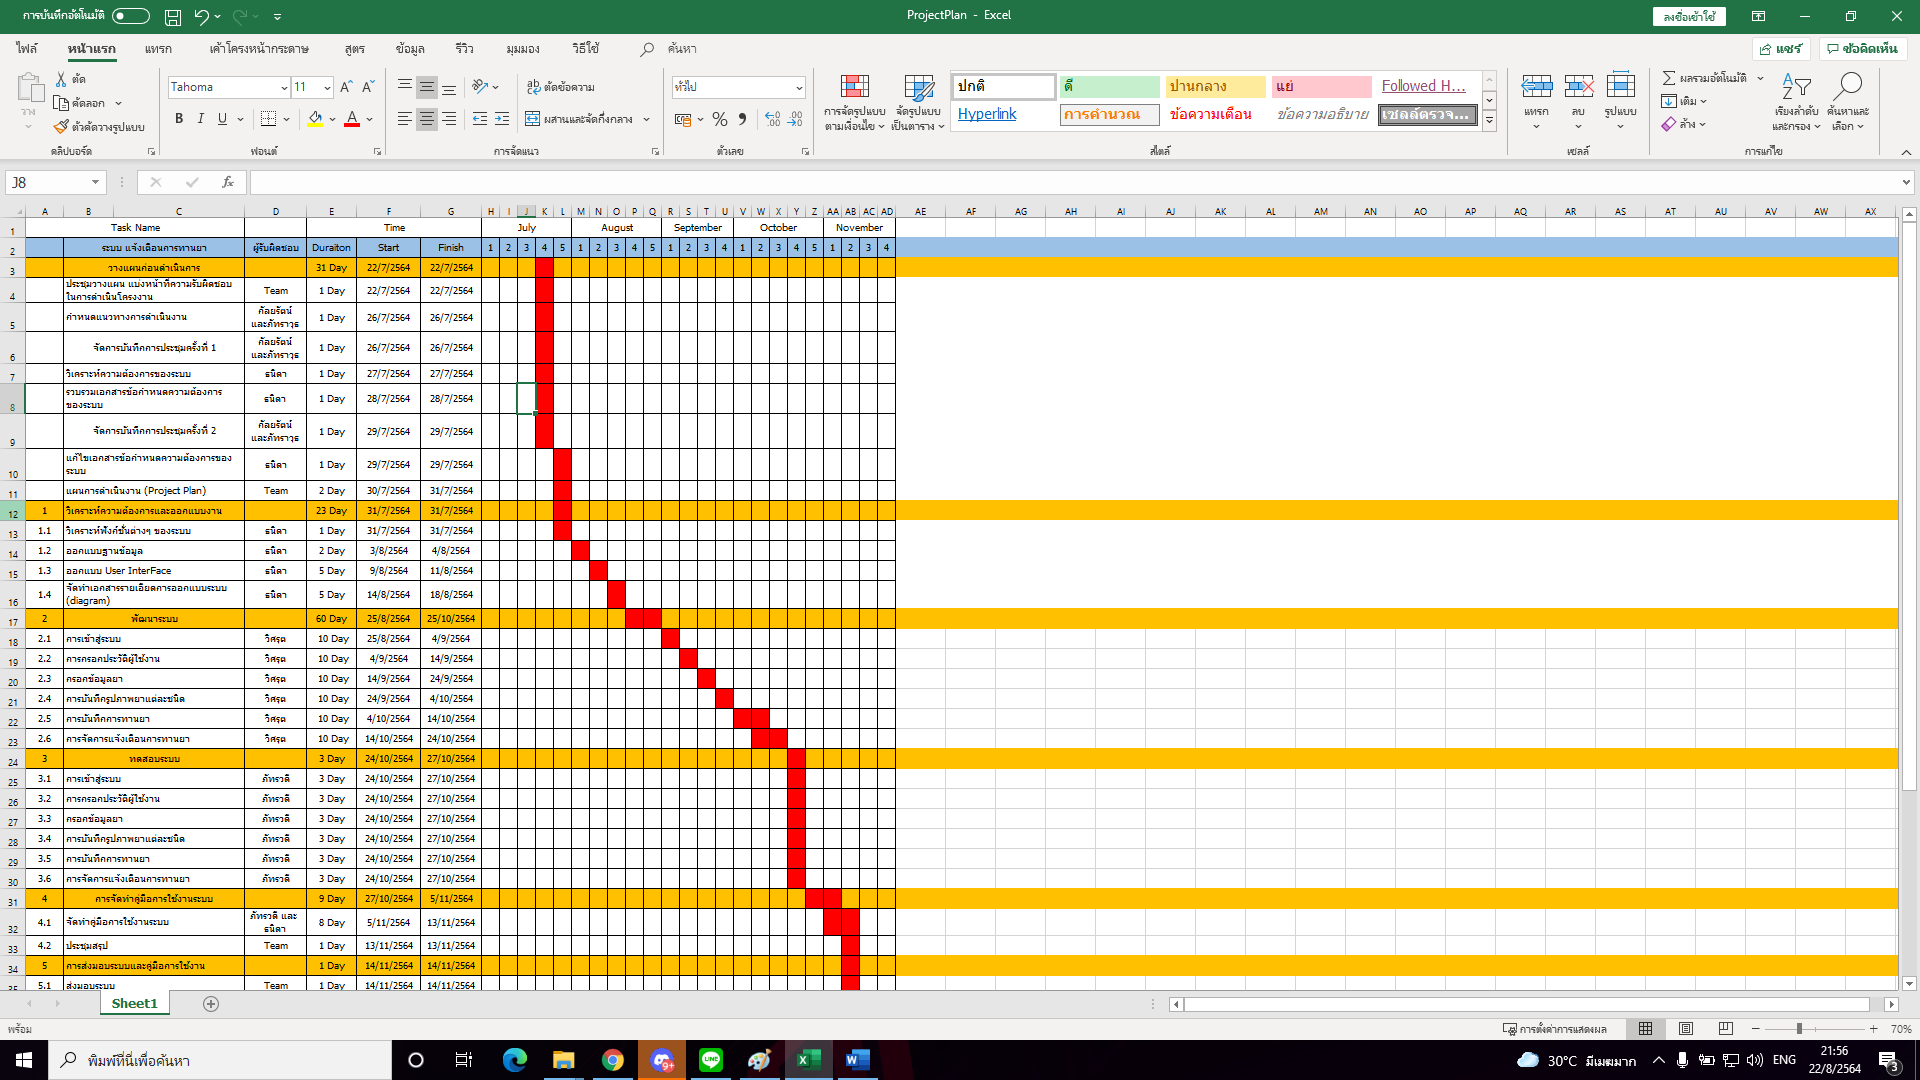 การบันทึกอัตโนมัติ
ProjectPlan - Excel
ลงชื่อเข้าใช้
ไฟล์ หน้าแรก แทรก เค้าโครงหน้ากระดาษ สูตร ข้อมูล รีวิว มุมมอง วิธีใช้ ค้นหา
แชร์ ข้อคิดเห็น
วาง
ตัด
คัดลอก
ตัวคัดวางรูปแบบ
คลิปบอร์ด
Tahoma 11
B I U
ฟอนต์
ตัดข้อความ
ผสานและจัดกึ่งกลาง
การจัดแนว
ทั่วไป
ตัวเลข
การจัดรูปแบบตามเงื่อนไข
จัดรูปแบบเป็นตาราง
ปกติ ดี ปานกลาง แย่ Followed H...
Hyperlink การคำนวณ ข้อความเตือน ข้อความอธิบาย เซลล์ตรวจ...
สไตล์
แทรก ลบ รูปแบบ
เซลล์
ผลรวมอัตโนมัติ
เติม
ล้าง
เรียงลำดับและกรอง
ค้นหาและเลือก
การแก้ไข
J8
fx
A B C D E F G H I J K L M N O P Q R S T U V W X Y Z AA AB AC AD AE AF AG AH AI AJ AK AL AM AN AO AP AQ AR AS AT AU AV AW AX
1 Task Name Time July August September October November
2 ระบบ แจ้งเตือนการทานยา ผู้รับผิดชอบ Duraiton Start Finish 1 2 3 4 5 1 2 3 4 5 1 2 3 4 1 2 3 4 5 1 2 3 4
3 วางแผนก่อนดำเนินการ 31 Day 22/7/2564 22/7/2564
4 ประชุมวางแผน แบ่งหน้าที่ความรับผิดชอบในการดำเนินโครงงาน Team 1 Day 22/7/2564 22/7/2564
5 กำหนดแนวทางการดำเนินงาน กัลยรัตน์ และภัทราวุธ 1 Day 26/7/2564 26/7/2564
6 จัดการบันทึกการประชุมครั้งที่ 1 กัลยรัตน์ และภัทราวุธ 1 Day 26/7/2564 26/7/2564
7 วิเคราะห์ความต้องการของระบบ ธนิดา 1 Day 27/7/2564 27/7/2564
8 รวบรวมเอกสารข้อกำหนดความต้องการของระบบ ธนิดา 1 Day 28/7/2564 28/7/2564
9 จัดการบันทึกการประชุมครั้งที่ 2 กัลยรัตน์ และภัทราวุธ 1 Day 29/7/2564 29/7/2564
10 แก้ไขเอกสารข้อกำหนดความต้องการของระบบ ธนิดา 1 Day 29/7/2564 29/7/2564
11 แผนการดำเนินงาน (Project Plan) Team 2 Day 30/7/2564 31/7/2564
12 1 วิเคราะห์ความต้องการและออกแบบงาน 23 Day 31/7/2564 31/7/2564
13 1.1 วิเคราะห์ฟังค์ชั่นต่างๆ ของระบบ ธนิดา 1 Day 31/7/2564 31/7/2564
14 1.2 ออกแบบฐานข้อมูล ธนิดา 2 Day 3/8/2564 4/8/2564
15 1.3 ออกแบบ User InterFace ธนิดา 5 Day 9/8/2564 11/8/2564
16 1.4 จัดทำเอกสารรายเอียดการออกแบบระบบ (diagram) ธนิดา 5 Day 14/8/2564 18/8/2564
17 2 พัฒนาระบบ 60 Day 25/8/2564 25/10/2564
18 2.1 การเข้าสู่ระบบ วิศรุต 10 Day 25/8/2564 4/9/2564
19 2.2 การกรอกประวัติผู้ใช้งาน วิศรุต 10 Day 4/9/2564 14/9/2564
20 2.3 กรอกข้อมูลยา วิศรุต 10 Day 14/9/2564 24/9/2564
21 2.4 การบันทึกรูปภาพยาแต่ละชนิด วิศรุต 10 Day 24/9/2564 4/10/2564
22 2.5 การบันทึกการทานยา วิศรุต 10 Day 4/10/2564 14/10/2564
23 2.6 การจัดการแจ้งเตือนการทานยา วิศรุต 10 Day 14/10/2564 24/10/2564
24 3 ทดสอบระบบ 3 Day 24/10/2564 27/10/2564
25 3.1 การเข้าสู่ระบบ ภัทรวดี 3 Day 24/10/2564 27/10/2564
26 3.2 การกรอกประวัติผู้ใช้งาน ภัทรวดี 3 Day 24/10/2564 27/10/2564
27 3.3 กรอกข้อมูลยา ภัทรวดี 3 Day 24/10/2564 27/10/2564
28 3.4 การบันทึกรูปภาพยาแต่ละชนิด ภัทรวดี 3 Day 24/10/2564 27/10/2564
29 3.5 การบันทึกการทานยา ภัทรวดี 3 Day 24/10/2564 27/10/2564
30 3.6 การจัดการแจ้งเตือนการทานยา ภัทรวดี 3 Day 24/10/2564 27/10/2564
31 4 การจัดทำคู่มือการใช้งานระบบ 9 Day 27/10/2564 5/11/2564
32 4.1 จัดทำคู่มือการใช้งานระบบ ภัทรวดี และ ธนิดา 8 Day 5/11/2564 13/11/2564
33 4.2 ประชุมสรุป Team 1 Day 13/11/2564 13/11/2564
34 5 การส่งมอบระบบและคู่มือการใช้งาน 1 Day 14/11/2564 14/11/2564
35 5.1 ส่งมอบระบบ Team 1 Day 14/11/2564 14/11/2564
Sheet1
พร้อม
การตั้งค่าการแสดงผล
70%
พิมพ์ที่นี่เพื่อค้นหา
9+
30°C มีเมฆมาก
ENG
21:56
22/8/2564
3